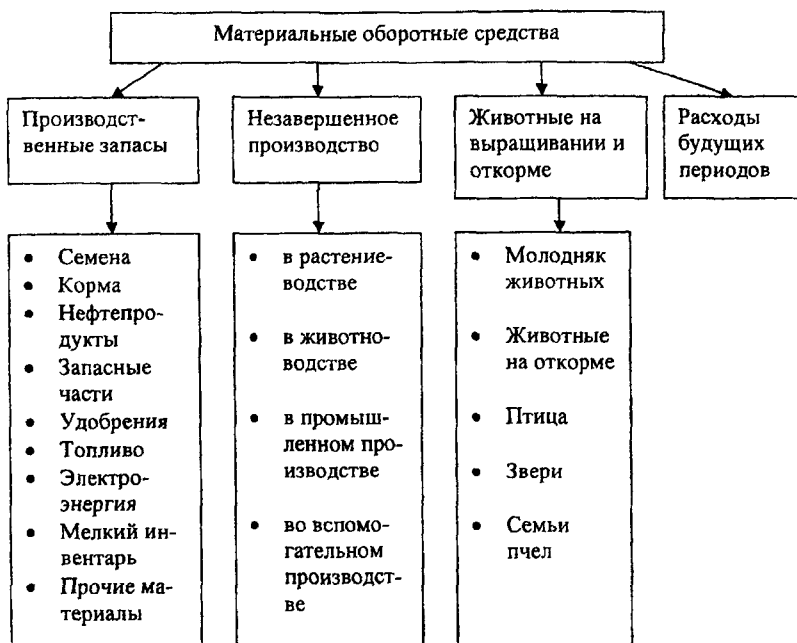 Материальные оборотные средства
Производст-
венные запасы
Незавершенное
производство
Животные на
выращивании и
откорме
Расходы
будущих
периодов
• Семена
• Корма
• Нефтепро-
дукты
• Запасные
части
• Удобрения
• Топливо
• Электро-
энергия
• Мелкий ин-
вентарь
• Прочие ма-
териалы
• в растение-
водстве
• в животно-
водстве
• в промыш-
ленном про-
изводстве
• во вспомо-
гательном
производст-
ве
• Молодняк
животных
• Животные
на откорме
• Птица
• Звери
• Семьи
пчел